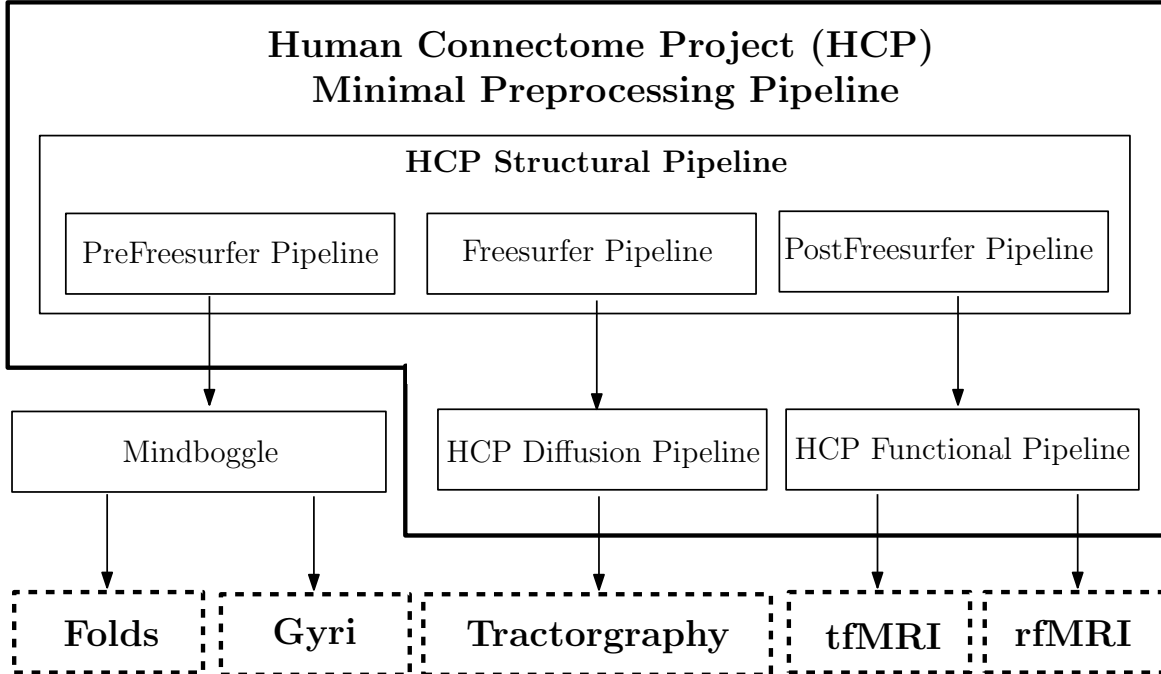 Human Connectome Project (HCP)
Minimal Preprocessing Pipeline
HCP Structural Pipeline
PreFreesurfer Pipeline
Freesurfer Pipeline
PostFreesurfer Pipeline
Mindboggle
HCP Diffusion Pipeline
HCP Functional Pipeline
Folds
Gyri
Tractorgraphy
tfMRI
rfMRI